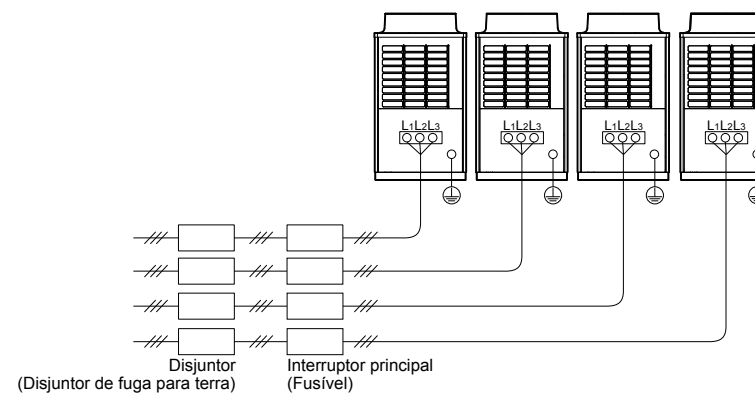 L1L2L3 L1L2L3 L1L2L3 L1L2L3
Disjuntor
(Disjuntor de fuga para terra)
Interruptor principal
(Fusível)